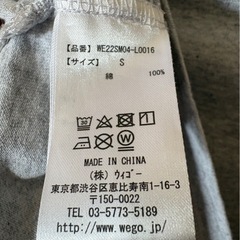 【品番】 WE22SM04-L0016
【サイズ】 S
綿 100%
MADE IN CHINA
(株) ウィゴー
東京都渋谷区恵比寿南1-16-3
〒150-0022
TEL 03-5773-5189
https://www.wego.jp/